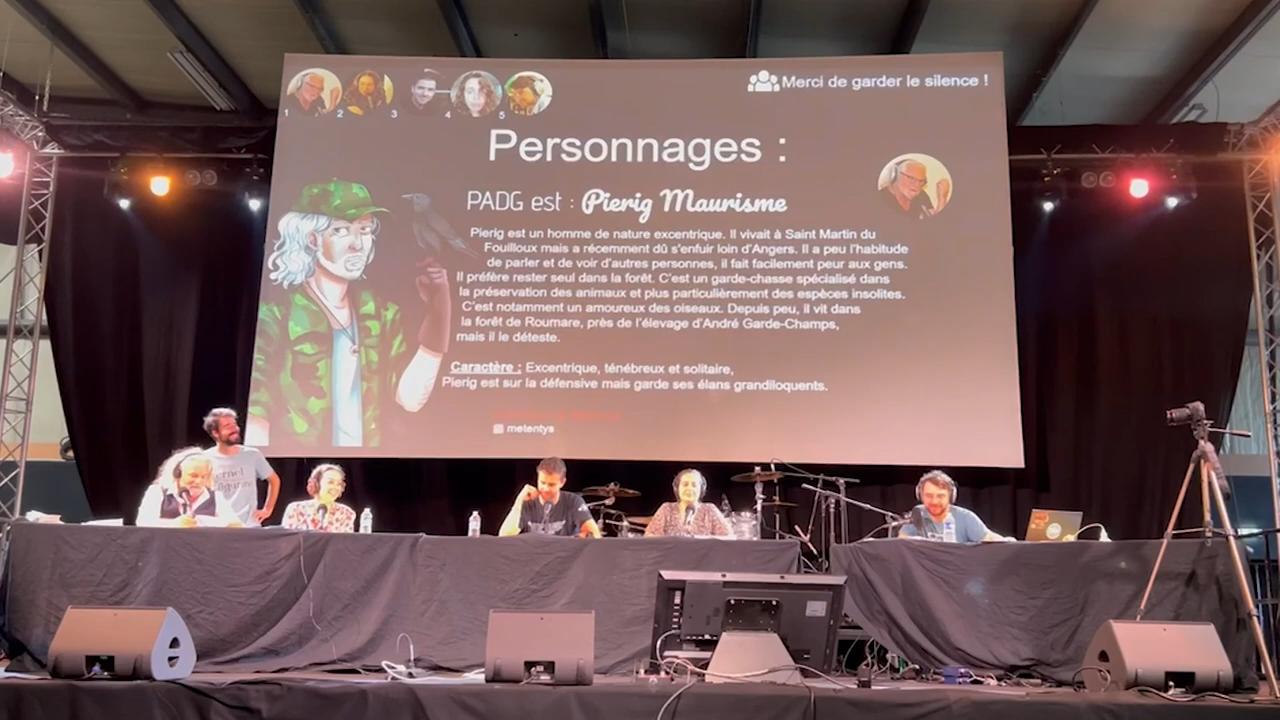 1 2 3 4 5
Merci de garder le silence !
Personnages :
PADG est : Pierig Maurisme
Pierig est un homme de nature excentrique. Il vivait à Saint Martin du
Fouilloux mais a récemment dû s'enfuir loin d'Angers. Il a peu l'habitude
de parler et de voir d'autres personnes, il fait facilement peur aux gens.
Il préfère rester seul dans la forêt. C'est un garde-chasse spécialisé dans
la préservation des animaux et plus particulièrement des espèces insolites.
C'est notamment un amoureux des oiseaux. Depuis peu, il vit dans
la forêt de Roumare, près de l'élevage d'André Garde-Champs,
mais il le déteste.
Caractère : Excentrique, ténébreux et solitaire,
Pierig est sur la défensive mais garde ses élans grandiloquents.
metentys